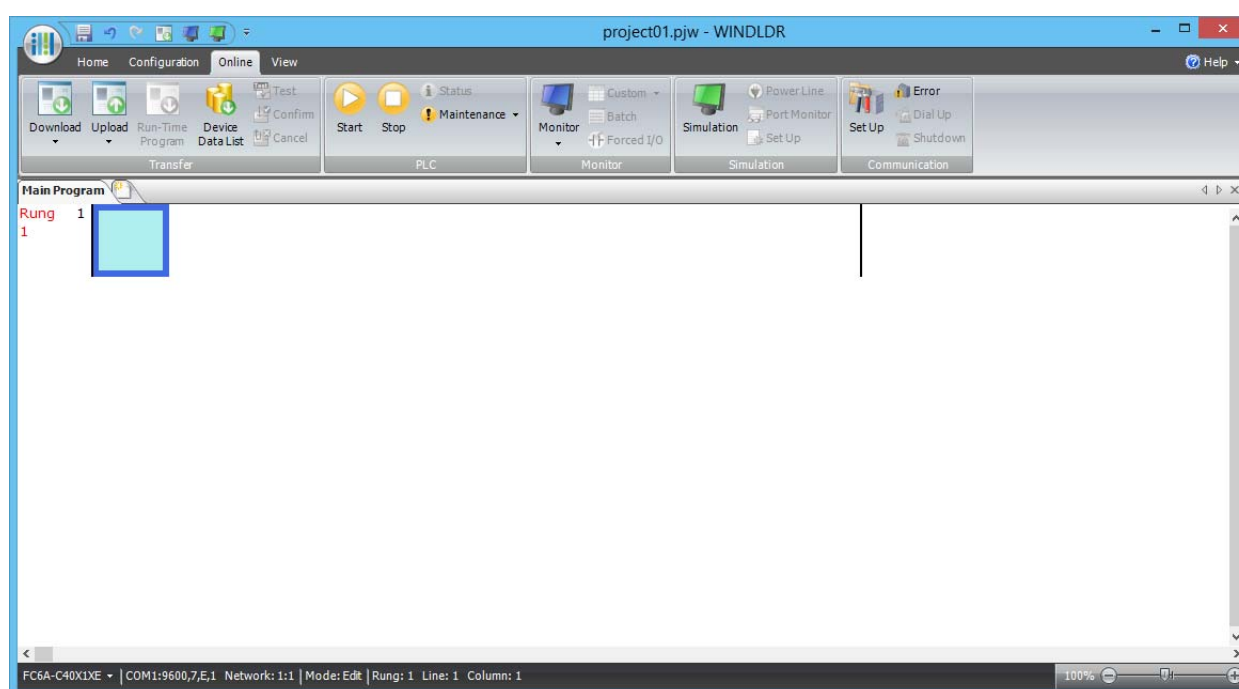 project01.pjw - WINDLDR
Home Configuration Online View Help
Download Upload Run-Time Program Device Data List Test Confirm Cancel
Transfer
Start Stop Status Maintenance
PLC
Monitor Custom Batch Forced I/O
Monitor
Simulation Power Line Port Monitor Set Up
Simulation
Set Up Error Dial Up Shutdown
Communication
Main Program
Rung 1
1
FC6A-C40X1XE COM1:9600,7,E,1 Network: 1:1 Mode: Edit Rung: 1 Line: 1 Column: 1 100%